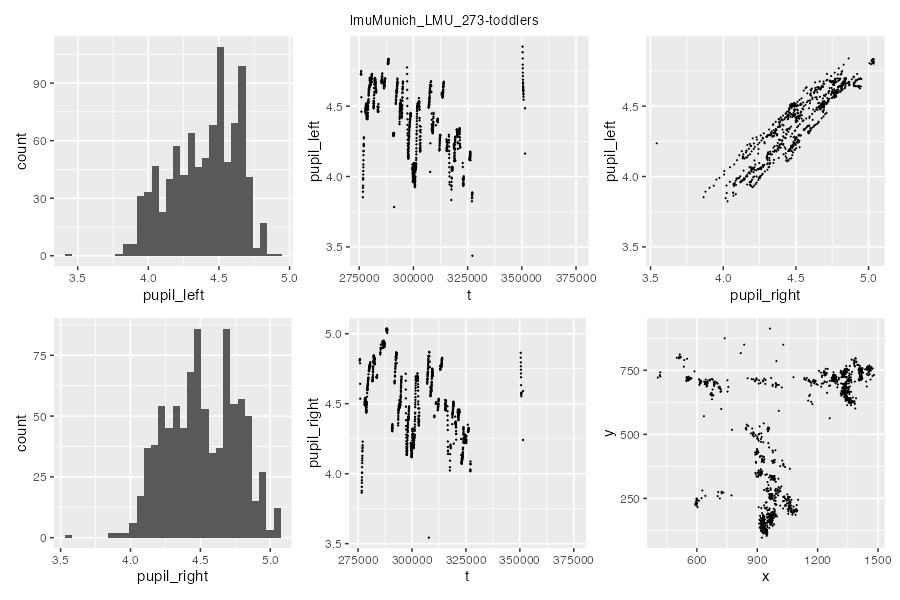 lmuMunich_LMU_273-toddlers
90
60
30
0
count
3.5 4.0 4.5 5.0
pupil_left
4.5
4.0
3.5
pupil_left
275000 300000 325000 350000 375000
t
4.5
4.0
3.5
pupil_left
3.5 4.0 4.5 5.0
pupil_right
75
50
25
0
count
3.5 4.0 4.5 5.0
pupil_right
5.0
4.5
4.0
3.5
pupil_right
275000 300000 325000 350000 375000
t
750
500
250
y
600 900 1200 1500
x